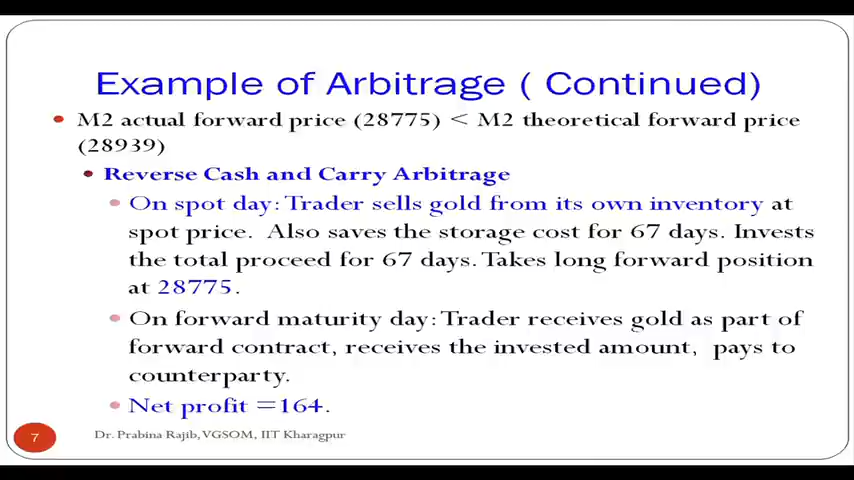 Example of Arbitrage ( Continued)
M2 actual forward price (28775) < M2 theoretical forward price
(28939)
Reverse Cash and Carry Arbitrage
On spot day: Trader sells gold from its own inventory at
spot price. Also saves the storage cost for 67 days. Invests
the total proceed for 67 days. Takes long forward position
at 28775.
On forward maturity day: Trader receives gold as part of
forward contract, receives the invested amount, pays to
counterparty.
Net profit =164.
7 Dr. Prabina Rajib, VGSOM, IIT Kharagpur